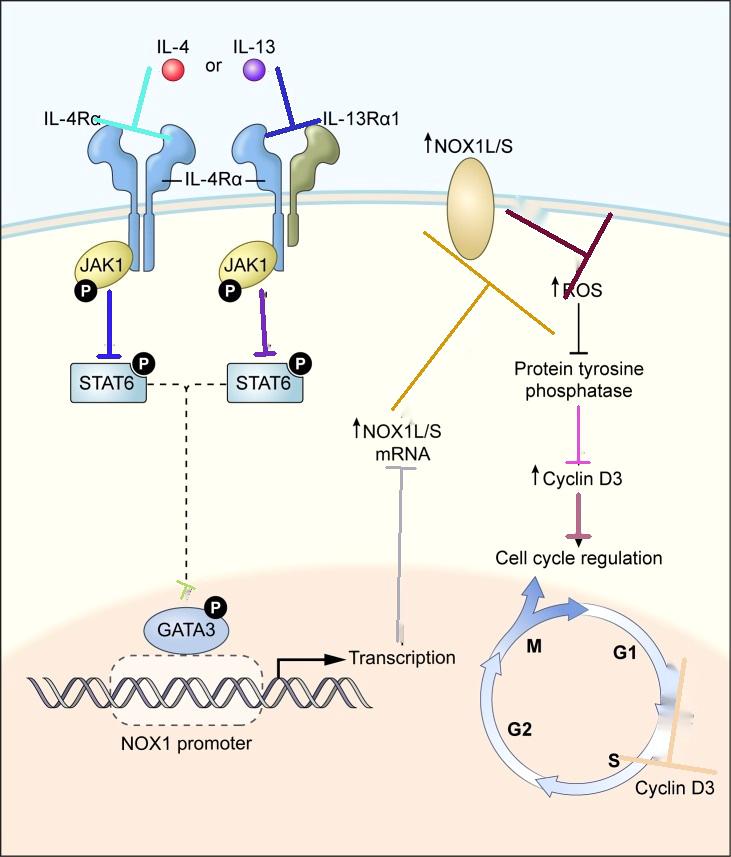 IL-4
or
IL-13
IL-4Rα
IL-13Rα1
IL-4Rα
↑NOX1L/S
JAK1
P
JAK1
P
↑ROS
STAT6
P
STAT6
P
Protein tyrosine
phosphatase
↑NOX1L/S
mRNA
↑Cyclin D3
Cell cycle regulation
P
GATA3
Transcription
NOX1 promoter
M
G1
G2
S
Cyclin D3